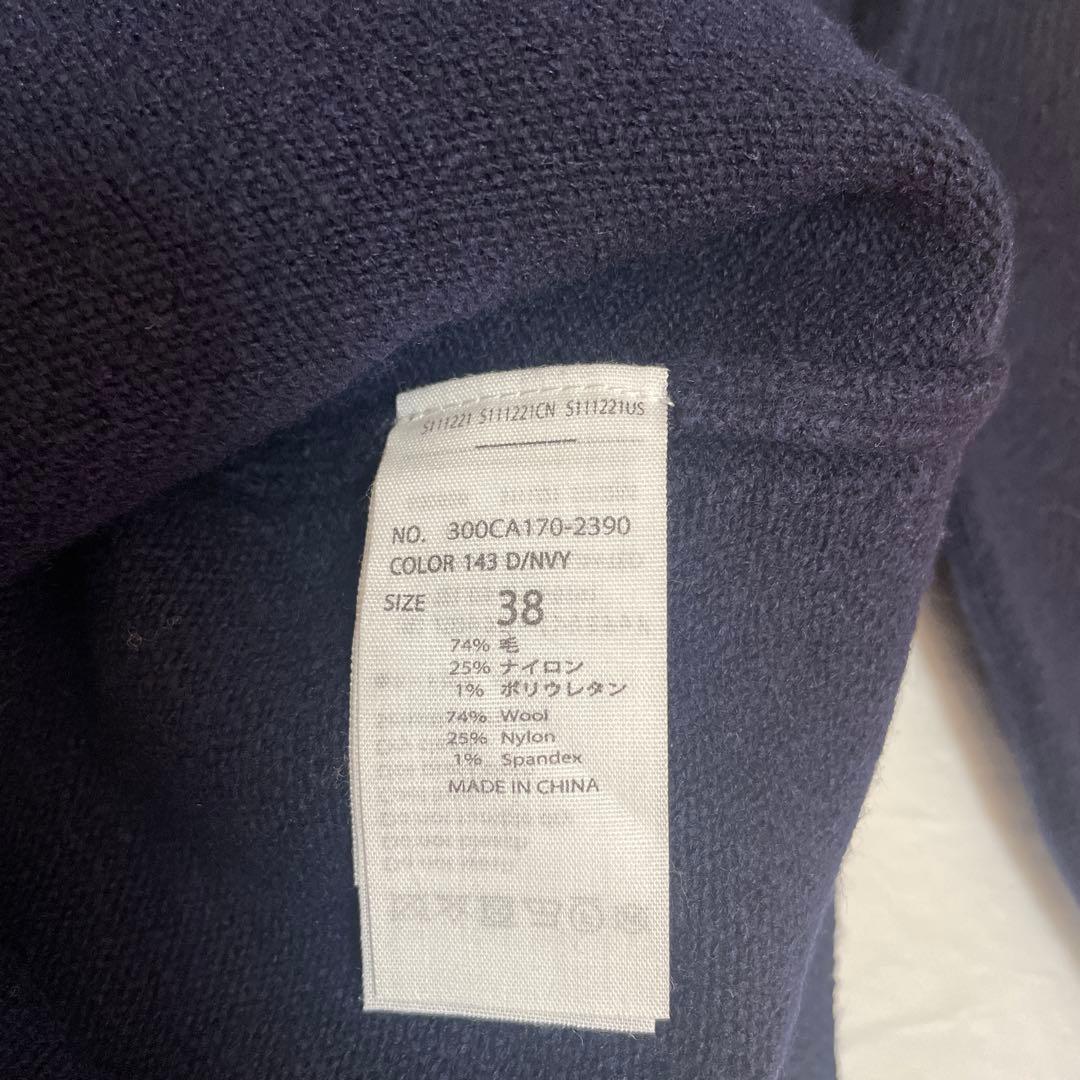 S111221 S111221CN S111221US
NO. 300CA170-2390
COLOR 143 D/NVY
SIZE 38
74% 毛
25% ナイロン
1% ポリウレタン
74% Wool
25% Nylon
1% Spandex
MADE IN CHINA